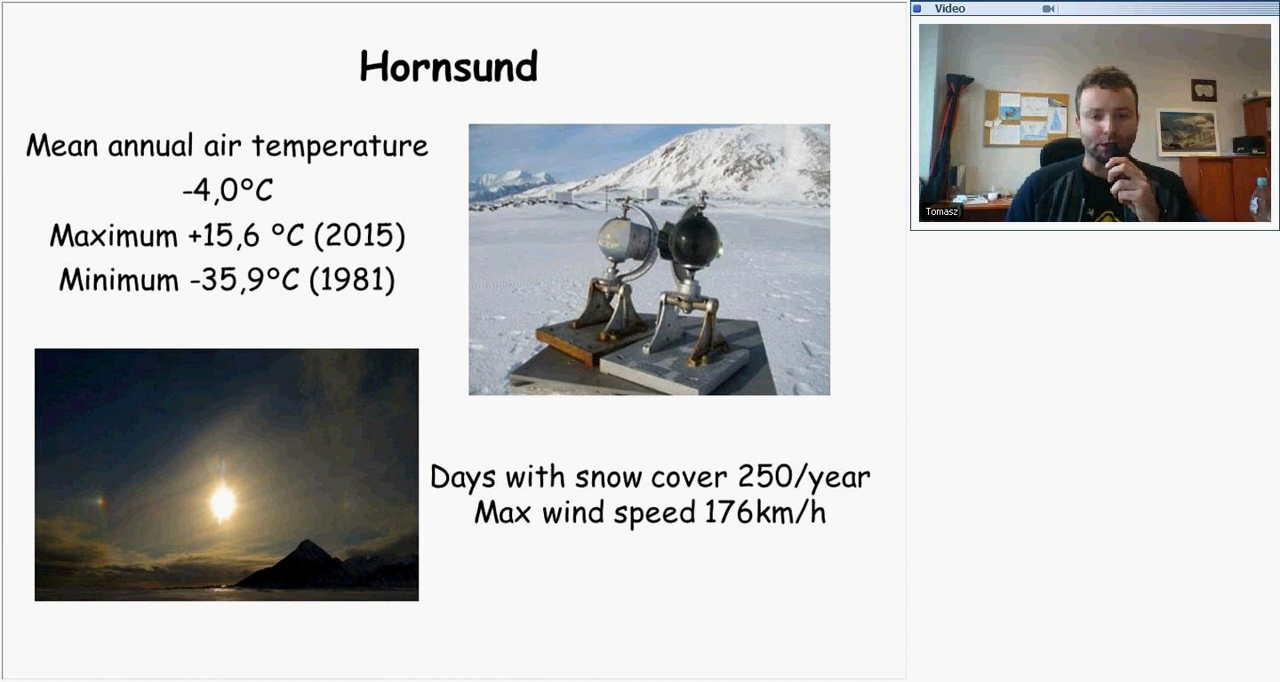 Hornsund
Mean annual air temperature
-4,0°C
Maximum +15,6 °C (2015)
Minimum -35,9°C (1981)
Days with snow cover 250/year
Max wind speed 176km/h
Video
Tomasz